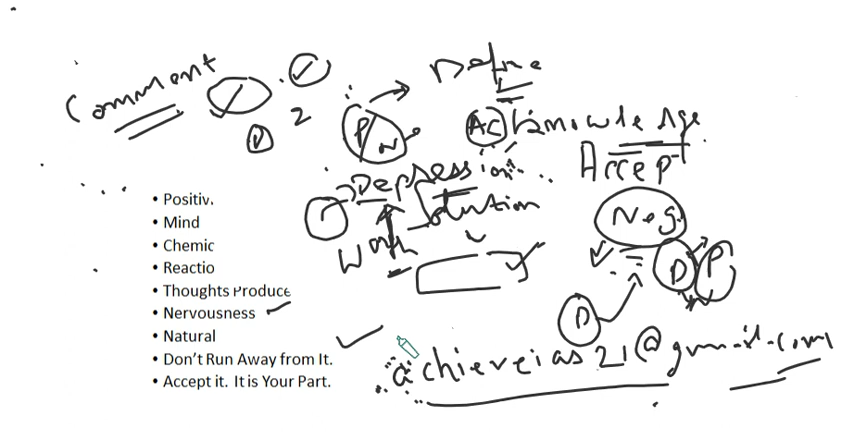 Comment
2
D
P/N
Define
Acknowledge
Accept
Depression
Solution
Work
Neg.
D P
D
• Positiv.
• Mind
• Chemic
• Reactio
• Thoughts Produce
• Nervousness
• Natural
• Don't Run Away from It.
• Accept it. It is Your Part.
achieveias21@gmail.com